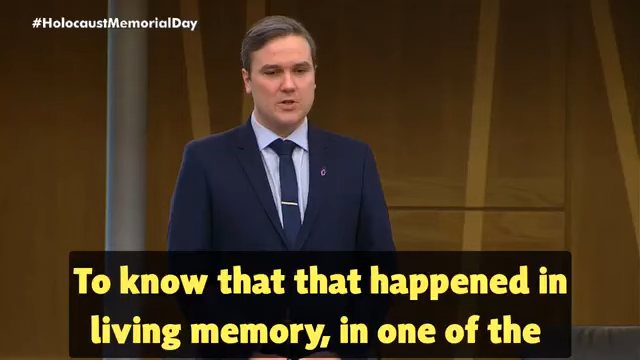 #HolocaustMemorialDay
To know that that happened in
living memory, in one of the